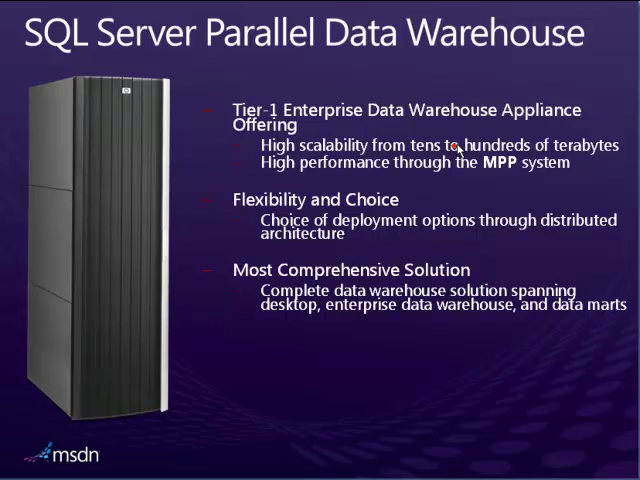 SQL Server Parallel Data Warehouse
hp
– Tier-1 Enterprise Data Warehouse Appliance
Offering
High scalability from tens to hundreds of terabytes
High performance through the MPP system
– Flexibility and Choice
Choice of deployment options through distributed
architecture
– Most Comprehensive Solution
Complete data warehouse solution spanning
desktop, enterprise data warehouse, and data marts
msdn